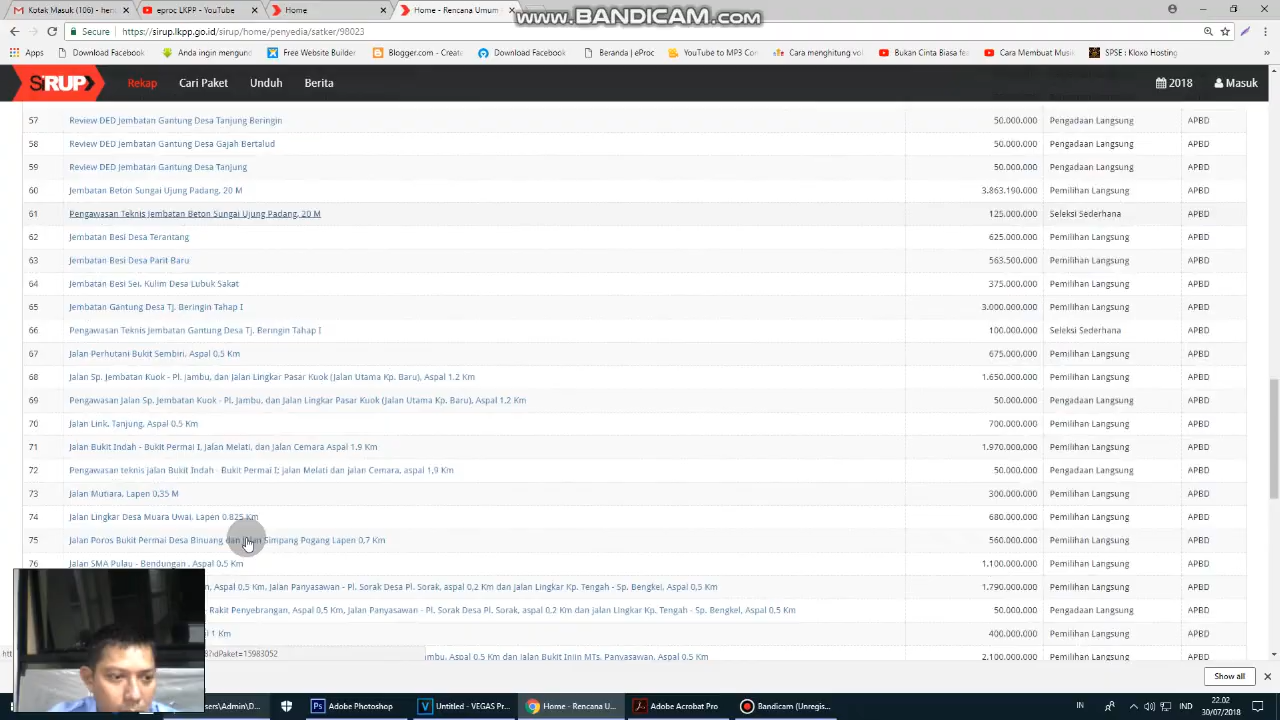 www.BANDICAM.com
Kotak Masuk (30) - h
eproc LKPP - YouTube
Home
Home - Rencana Umum
Secure
https://sirup.lkpp.go.id/sirup/home/penyedia/satker/98023
Apps
Download Facebook
Anda ingin mengund
Free Website Builder
Blogger.com - Creat
Download Facebook
Beranda | eProc
YouTube to MP3 Co
Cara menghitung vo
Bukan Cinta Biasa fea
Cara Membuat Musik
SPSE : Kloxo Hosting
SIRUP
Rekap
Cari Paket
Unduh
Berita
2018
Masuk
57 Review DED Jembatan Gantung Desa Tanjung Beringin 50.000.000 Pengadaan Langsung APBD
58 Review DED Jembatan Gantung Desa Gajah Bertalud 50.000.000 Pengadaan Langsung APBD
59 Review DED Jembatan Gantung Desa Tanjung 50.000.000 Pengadaan Langsung APBD
60 Jembatan Beton Sungai Ujung Padang, 20 M 3.863.190.000 Pemilihan Langsung APBD
61 Pengawasan Teknis Jembatan Beton Sungai Ujung Padang, 20 M 125.000.000 Seleksi Sederhana APBD
62 Jembatan Besi Desa Terantang 625.000.000 Pemilihan Langsung APBD
63 Jembatan Besi Desa Parit Baru 563.500.000 Pemilihan Langsung APBD
64 Jembatan Besi Sei, Kulim Desa Lubuk Sakat 375.000.000 Pemilihan Langsung APBD
65 Jembatan Gantung Desa Tj. Beringin Tahap I 3.000.000.000 Pemilihan Langsung APBD
66 Pengawasan Teknis Jembatan Gantung Desa Tj. Beringin Tahap I 100.000.000 Seleksi Sederhana APBD
67 Jalan Perhutani Bukit Sembiri, Aspal 0,5 Km 675.000.000 Pemilihan Langsung APBD
68 Jalan Sp. Jembatan Kuok - Pl. Jambu, dan Jalan Lingkar Pasar Kuok (Jalan Utama Kp. Baru), Aspal 1.2 Km 1.650.000.000 Pemilihan Langsung APBD
69 Pengawasan Jalan Sp. Jembatan Kuok - Pl. Jambu, dan Jalan Lingkar Pasar Kuok (Jalan Utama Kp. Baru), Aspal 1.2 Km 50.000.000 Pengadaan Langsung APBD
70 Jalan Link, Tanjung, Aspal 0.5 Km 700.000.000 Pemilihan Langsung APBD
71 Jalan Bukit Indah - Bukit Permai I, Jalan Melati, dan Jalan Cemara Aspal 1.9 Km 1.970.000.000 Pemilihan Langsung APBD
72 Pengawasan teknis jalan Bukit Indah - Bukit Permai I; jalan Melati dan jalan Cemara, aspal 1,9 Km 50.000.000 Pengadaan Langsung APBD
73 Jalan Mutiara, Lapen 0,35 M 300.000.000 Pemilihan Langsung APBD
74 Jalan Lingkar Desa Muara Uwai, Lapen 0.825 Km 680.000.000 Pemilihan Langsung APBD
75 Jalan Poros Bukit Permai Desa Binuang dan Jalan Simpang Pogang Lapen 0,7 Km 560.000.000 Pemilihan Langsung APBD
76 Jalan SMA Pulau - Bendungan , Aspal 0.5 Km 1.100.000.000 Pemilihan Langsung APBD
, Aspal 0,5 Km, Jalan Panyasawan - Pl. Sorak Desa Pl. Sorak, aspal 0,2 Km dan Jalan Lingkar Kp. Tengah - Sp. Bengkel, Aspal 0,5 Km 1.790.000.000 Pemilihan Langsung APBD
Rakit Penyebrangan, Aspal 0,5 Km, Jalan Panyasawan - Pl. Sorak Desa Pl. Sorak, aspal 0.2 Km dan jalan Lingkar Kp. Tengah - Sp. Bengkel, Aspal 0,5 Km 50.000.000 Pengadaan Langsung APBD
1 Km 400.000.000 Pemilihan Langsung APBD
8?idPaket=15983052
mbu, Aspal 0.5 Km dan Jalan Bukit Injin MTs, Panyasawan, Aspal 0.5 Km 2.100.000.000 Pemilihan Langsung APBD
Show all
sers\Admin\D...
Adobe Photoshop
Untitled - VEGAS Pr...
Home - Rencana U...
Adobe Acrobat Pro
Bandicam (Unregis...
IN
IND
22.02
30/07/2018